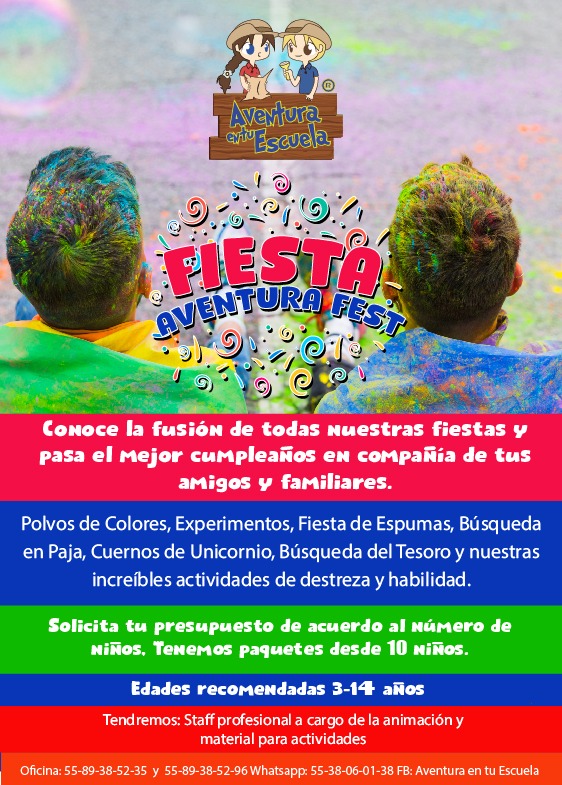 Aventura
en tu
Escuela
®
FIESTA
AVENTURA FEST
Conoce la fusión de todas nuestras fiestas y
pasa el mejor cumpleaños en compañía de tus
amigos y familiares.
Polvos de Colores, Experimentos, Fiesta de Espumas, Búsqueda
en Paja, Cuernos de Unicornio, Búsqueda del Tesoro y nuestras
increíbles actividades de destreza y habilidad.
Solicita tu presupuesto de acuerdo al número de
niños. Tenemos paquetes desde 10 niños.
Edades recomendadas 3-14 años
Tendremos: Staff profesional a cargo de la animación y
material para actividades
Oficina: 55-89-38-52-35 y 55-89-38-52-96 Whatsapp: 55-38-06-01-38 FB: Aventura en tu Escuela